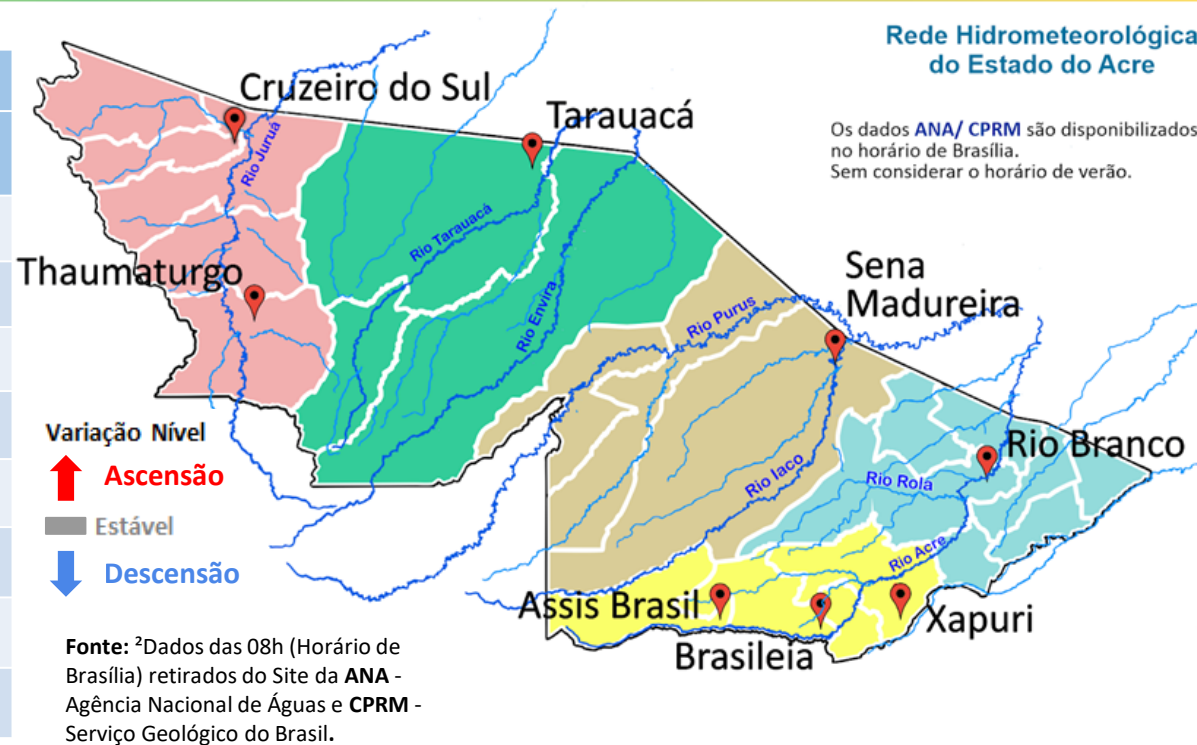 Rede Hidrometeorológica
do Estado do Acre
Os dados ANA/ CPRM são disponibilizados
no horário de Brasília.
Sem considerar o horário de verão.
Cruzeiro do Sul
Tarauacá
Rio Juruá
Rio Tarauacá
Thaumaturgo
Rio Envira
Sena
Madureira
Rio Purus
Variação Nível
Ascensão
Estável
Descensão
Rio Branco
Rio Iaco
Rio Rola
Rio Acre
Assis Brasil
Xapuri
Brasileia
Fonte: ²Dados das 08h (Horário de
Brasília) retirados do Site da ANA -
Agência Nacional de Águas e CPRM -
Serviço Geológico do Brasil.